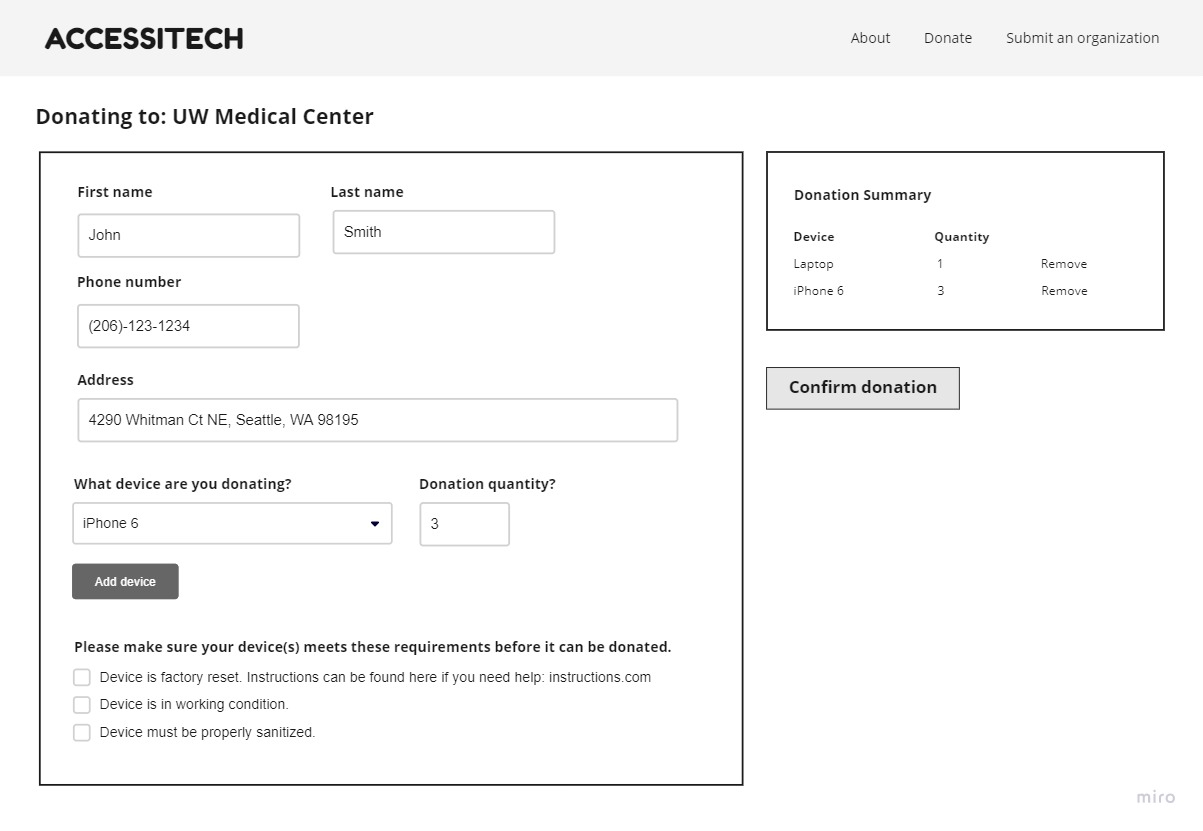 ACCESSITECH
About Donate Submit an organization
Donating to: UW Medical Center
First name Last name
John Smith
Phone number
(206)-123-1234
Address
4290 Whitman Ct NE, Seattle, WA 98195
What device are you donating? Donation quantity?
iPhone 6 3
Add device
Please make sure your device(s) meets these requirements before it can be donated.
Device is factory reset. Instructions can be found here if you need help: instructions.com
Device is in working condition.
Device must be properly sanitized.
Donation Summary
Device Quantity
Laptop 1 Remove
iPhone 6 3 Remove
Confirm donation
miro